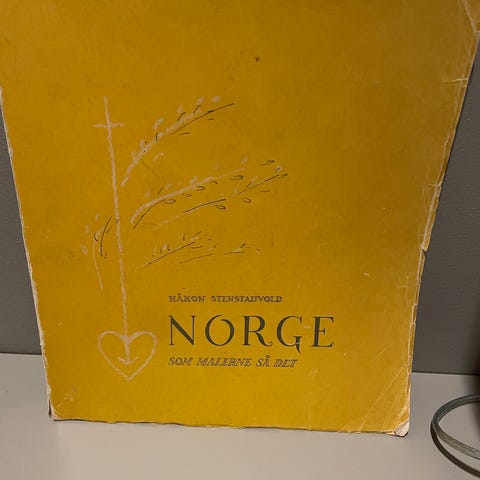 HÅKON STENSTADVOLD
NORGE
SOM MALERNE SÅ DET